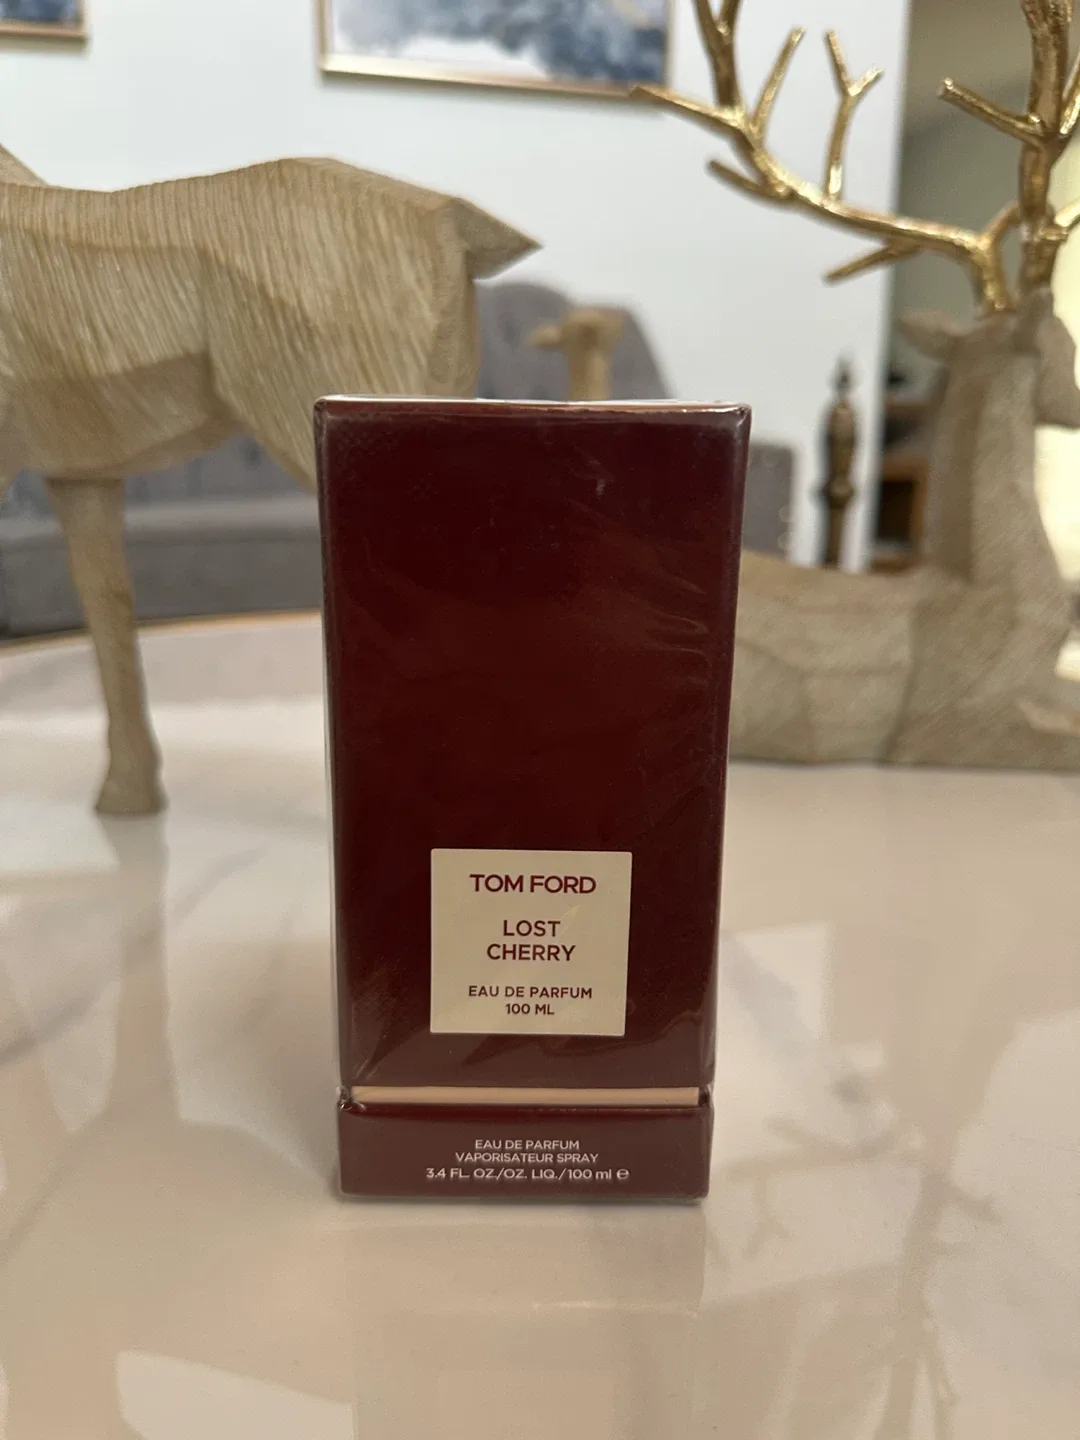 TOM FORD
LOST
CHERRY
EAU DE PARFUM
100 ML
EAU DE PARFUM
VAPORISATEUR SPRAY
3.4 FL. OZ./OZ. LIQ./100 ml ℮